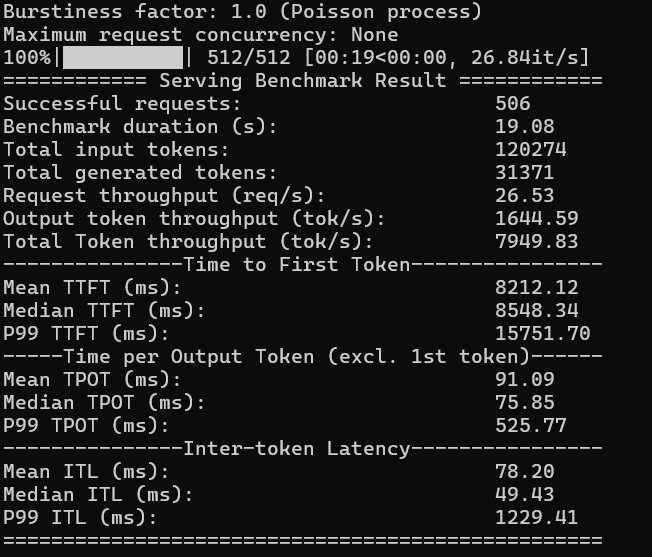 Burstiness factor: 1.0 (Poisson process)
Maximum request concurrency: None
100%|██████████| 512/512 [00:19<00:00, 26.84it/s]
============ Serving Benchmark Result ============
Successful requests:                     506
Benchmark duration (s):                  19.08
Total input tokens:                      120274
Total generated tokens:                  31371
Request throughput (req/s):              26.53
Output token throughput (tok/s):         1644.59
Total Token throughput (tok/s):          7949.83
---------------Time to First Token----------------
Mean TTFT (ms):                          8212.12
Median TTFT (ms):                        8548.34
P99 TTFT (ms):                           15751.70
-----Time per Output Token (excl. 1st token)------
Mean TPOT (ms):                          91.09
Median TPOT (ms):                        75.85
P99 TPOT (ms):                           525.77
---------------Inter-token Latency----------------
Mean ITL (ms):                           78.20
Median ITL (ms):                         49.43
P99 ITL (ms):                            1229.41
==================================================